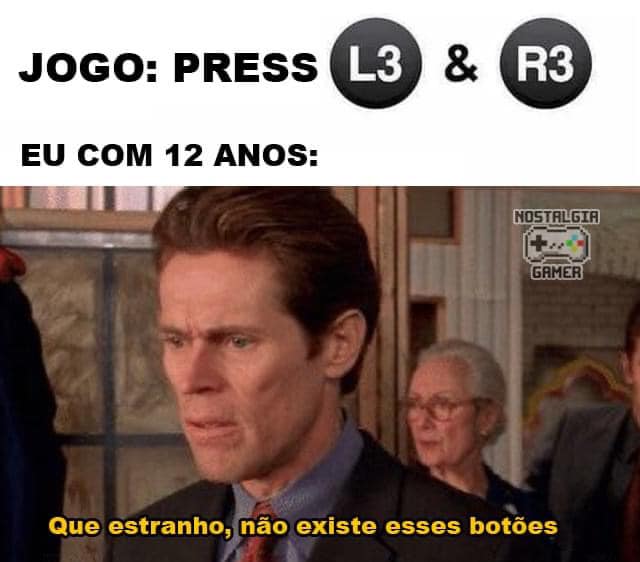 JOGO: PRESS L3 & R3
EU COM 12 ANOS:
NOSTALGIA
GAMER
Que estranho, não existe esses botões